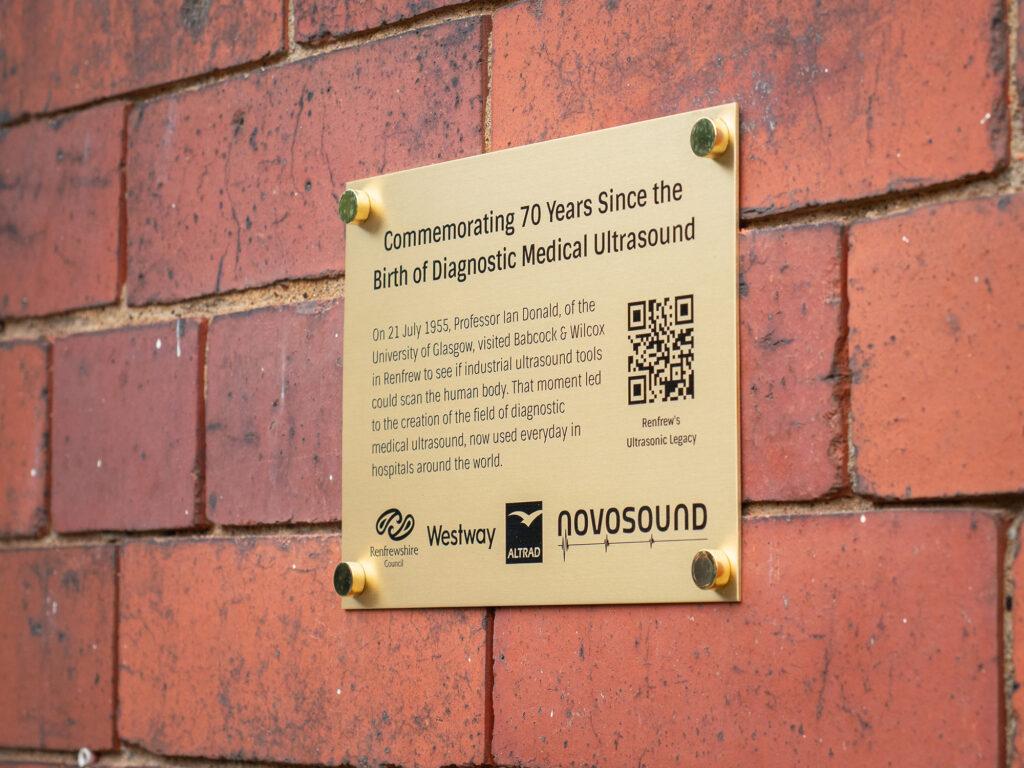 Commemorating 70 Years Since the
Birth of Diagnostic Medical Ultrasound
On 21 July 1955, Professor Ian Donald, of the
University of Glasgow, visited Babcock & Wilcox
in Renfrew to see if industrial ultrasound tools
could scan the human body. That moment led
to the creation of the field of diagnostic
medical ultrasound, now used everyday in
hospitals around the world.
Renfrew's
Ultrasonic Legacy
Renfrewshire
Council
Westway
ALTRAD
NOVOSOUND